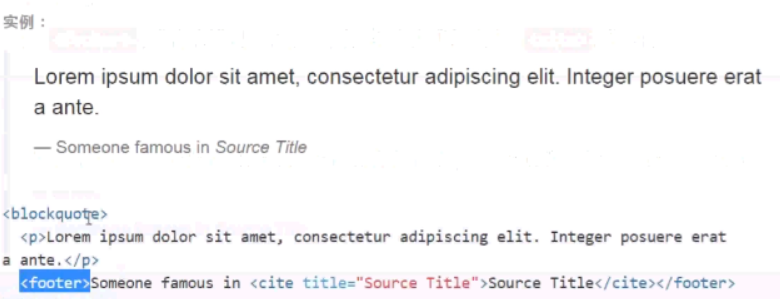 实例：
Lorem ipsum dolor sit amet, consectetur adipiscing elit. Integer posuere erat
a ante.
— Someone famous in Source Title
<blockquote>
<p>Lorem ipsum dolor sit amet, consectetur adipiscing elit. Integer posuere erat
a ante.</p>
<footer>Someone famous in <cite title="Source Title">Source Title</cite></footer>